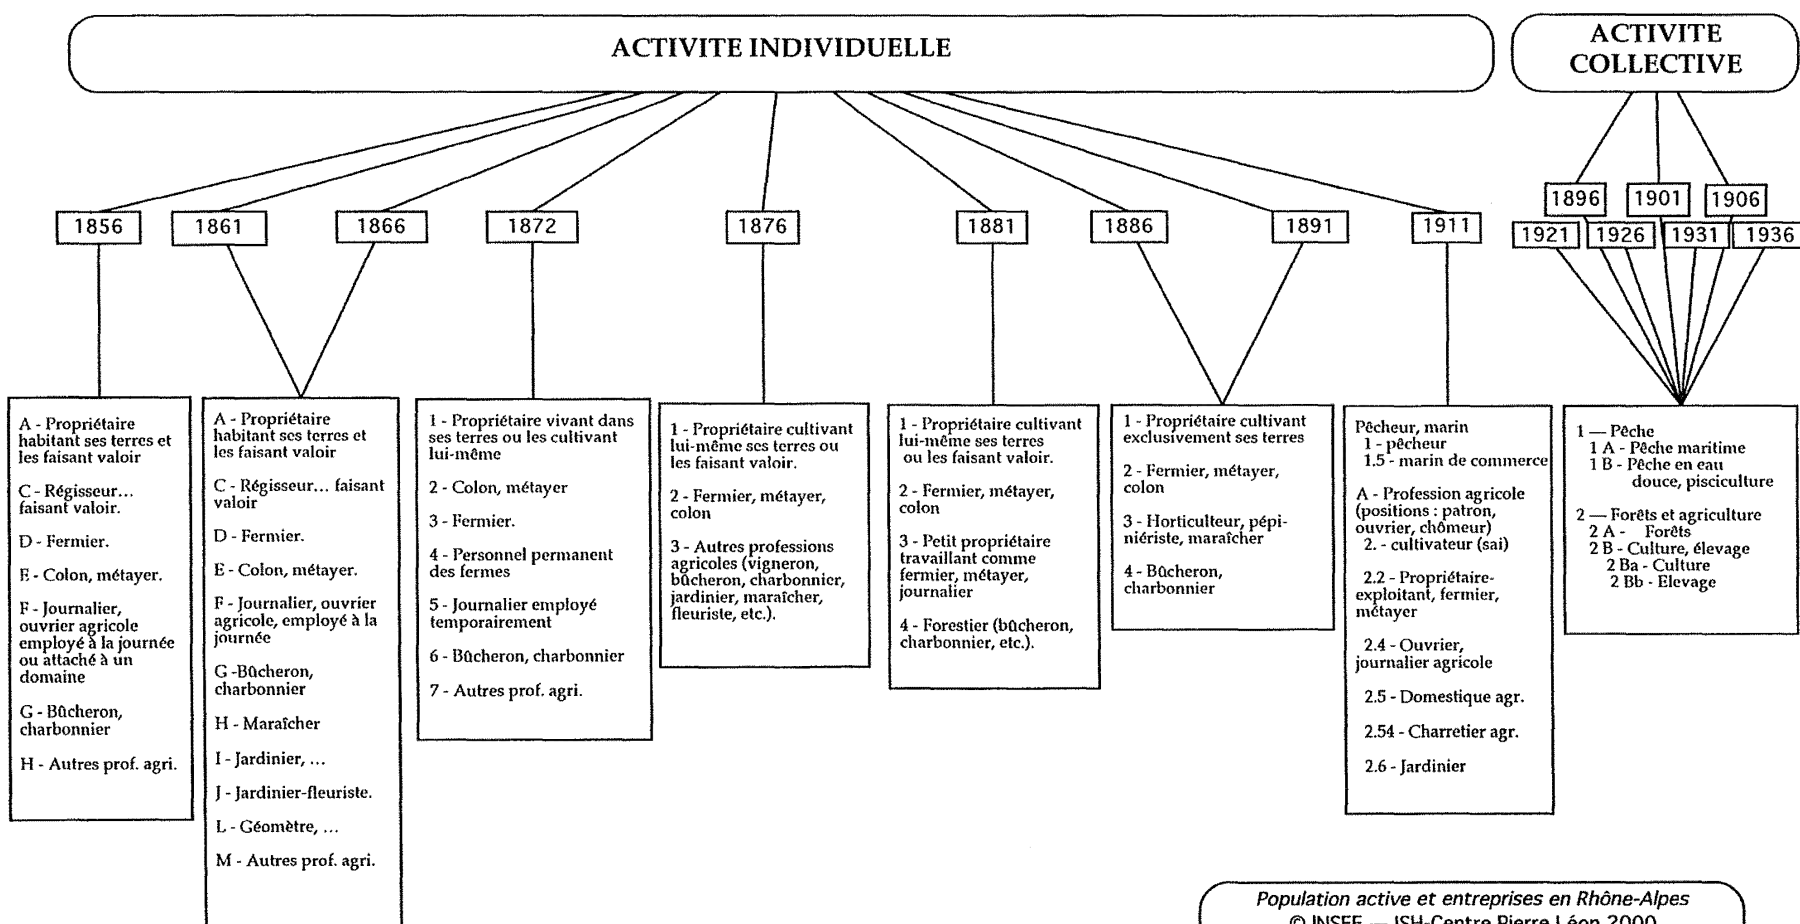 ACTIVITE INDIVIDUELLE
ACTIVITE
COLLECTIVE
1896
1901
1906
1856
1861
1866
1872
1876
1881
1886
1891
1911
1921
1926
1931
1936
A - Propriétaire
habitant ses terres et
les faisant valoir
C - Régisseur...
faisant valoir.
D - Fermier.
E - Colon, métayer.
F - Journalier,
ouvrier agricole
employé à la journée
ou attaché à un
domaine
G - Bûcheron,
charbonnier
H - Autres prof. agri.
A - Propriétaire
habitant ses terres et
les faisant valoir
C - Régisseur... faisant
valoir
D - Fermier.
E - Colon, métayer.
F - Journalier, ouvrier
agricole, employé à la
journée
G -Bûcheron,
charbonnier
H - Maraîcher
I - Jardinier, ...
J - Jardinier-fleuriste.
L - Géomètre, ...
M - Autres prof. agri.
1 - Propriétaire vivant dans
ses terres ou les cultivant
lui-même
2 - Colon, métayer
3 - Fermier.
4 - Personnel permanent
des fermes
5 - Journalier employé
temporairement
6 - Bûcheron, charbonnier
7 - Autres prof. agri.
1 - Propriétaire cultivant
lui-même ses terres ou
les faisant valoir.
2 - Fermier, métayer,
colon
3 - Autres professions
agricoles (vigneron,
bûcheron, charbonnier,
jardinier, maraîcher,
fleuriste, etc.).
1 - Propriétaire cultivant
lui-même ses terres
ou les faisant valoir.
2 - Fermier, métayer,
colon
3 - Petit propriétaire
travaillant comme
fermier, métayer,
journalier
4 - Forestier (bûcheron,
charbonnier, etc.).
1 - Propriétaire cultivant
exclusivement ses terres
2 - Fermier, métayer,
colon
3 - Horticulteur, pépi-
niériste, maraîcher
4 - Bûcheron,
charbonnier
Pêcheur, marin
1 - pêcheur
1.5 - marin de commerce
A - Profession agricole
(positions : patron,
ouvrier, chômeur)
2. - cultivateur (sai)
2.2 - Propriétaire-
exploitant, fermier,
métayer
2.4 - Ouvrier,
journalier agricole
2.5 - Domestique agr.
2.54 - Charretier agr.
2.6 - Jardinier
1 — Pêche
1 A - Pêche maritime
1 B - Pêche en eau
douce, pisciculture
2 — Forêts et agriculture
2 A - Forêts
2 B - Culture, élevage
2 Ba - Culture
2 Bb - Elevage
Population active et entreprises en Rhône-Alpes
© INSEE — ISH-Centre Pierre Léon 2000